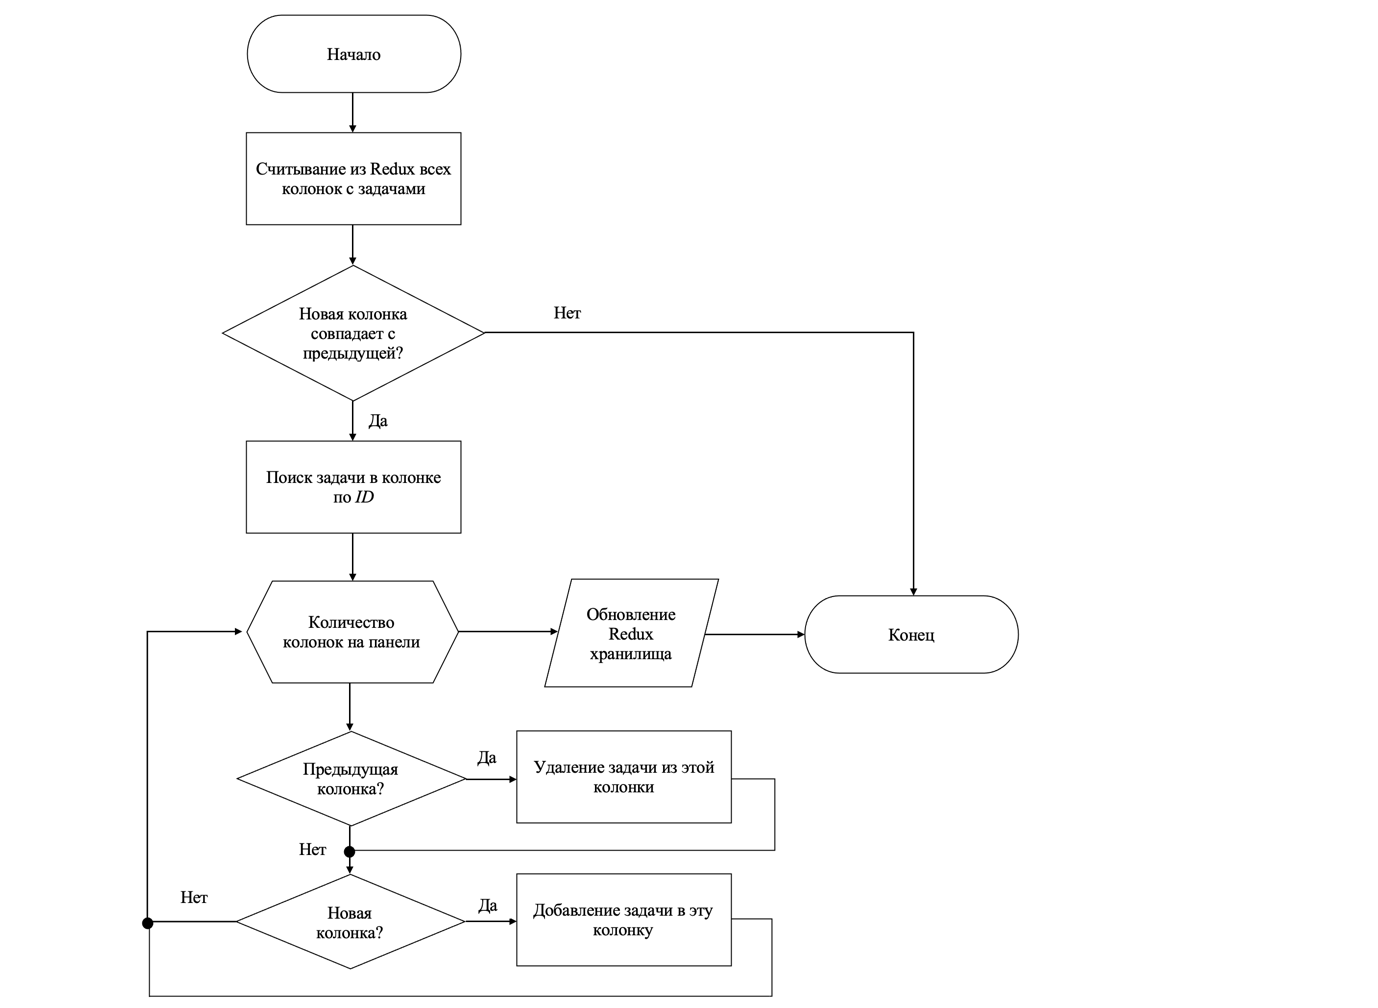 Начало
Считывание из Redux всех
колонок с задачами
Новая колонка
совпадает с
предыдущей?
Нет
Да
Поиск задачи в колонке
по ID
Количество
колонок на панели
Обновление
Redux
хранилища
Конец
Предыдущая
колонка?
Да
Удаление задачи из этой
колонки
Нет
Нет
Новая
колонка?
Да
Добавление задачи в эту
колонку